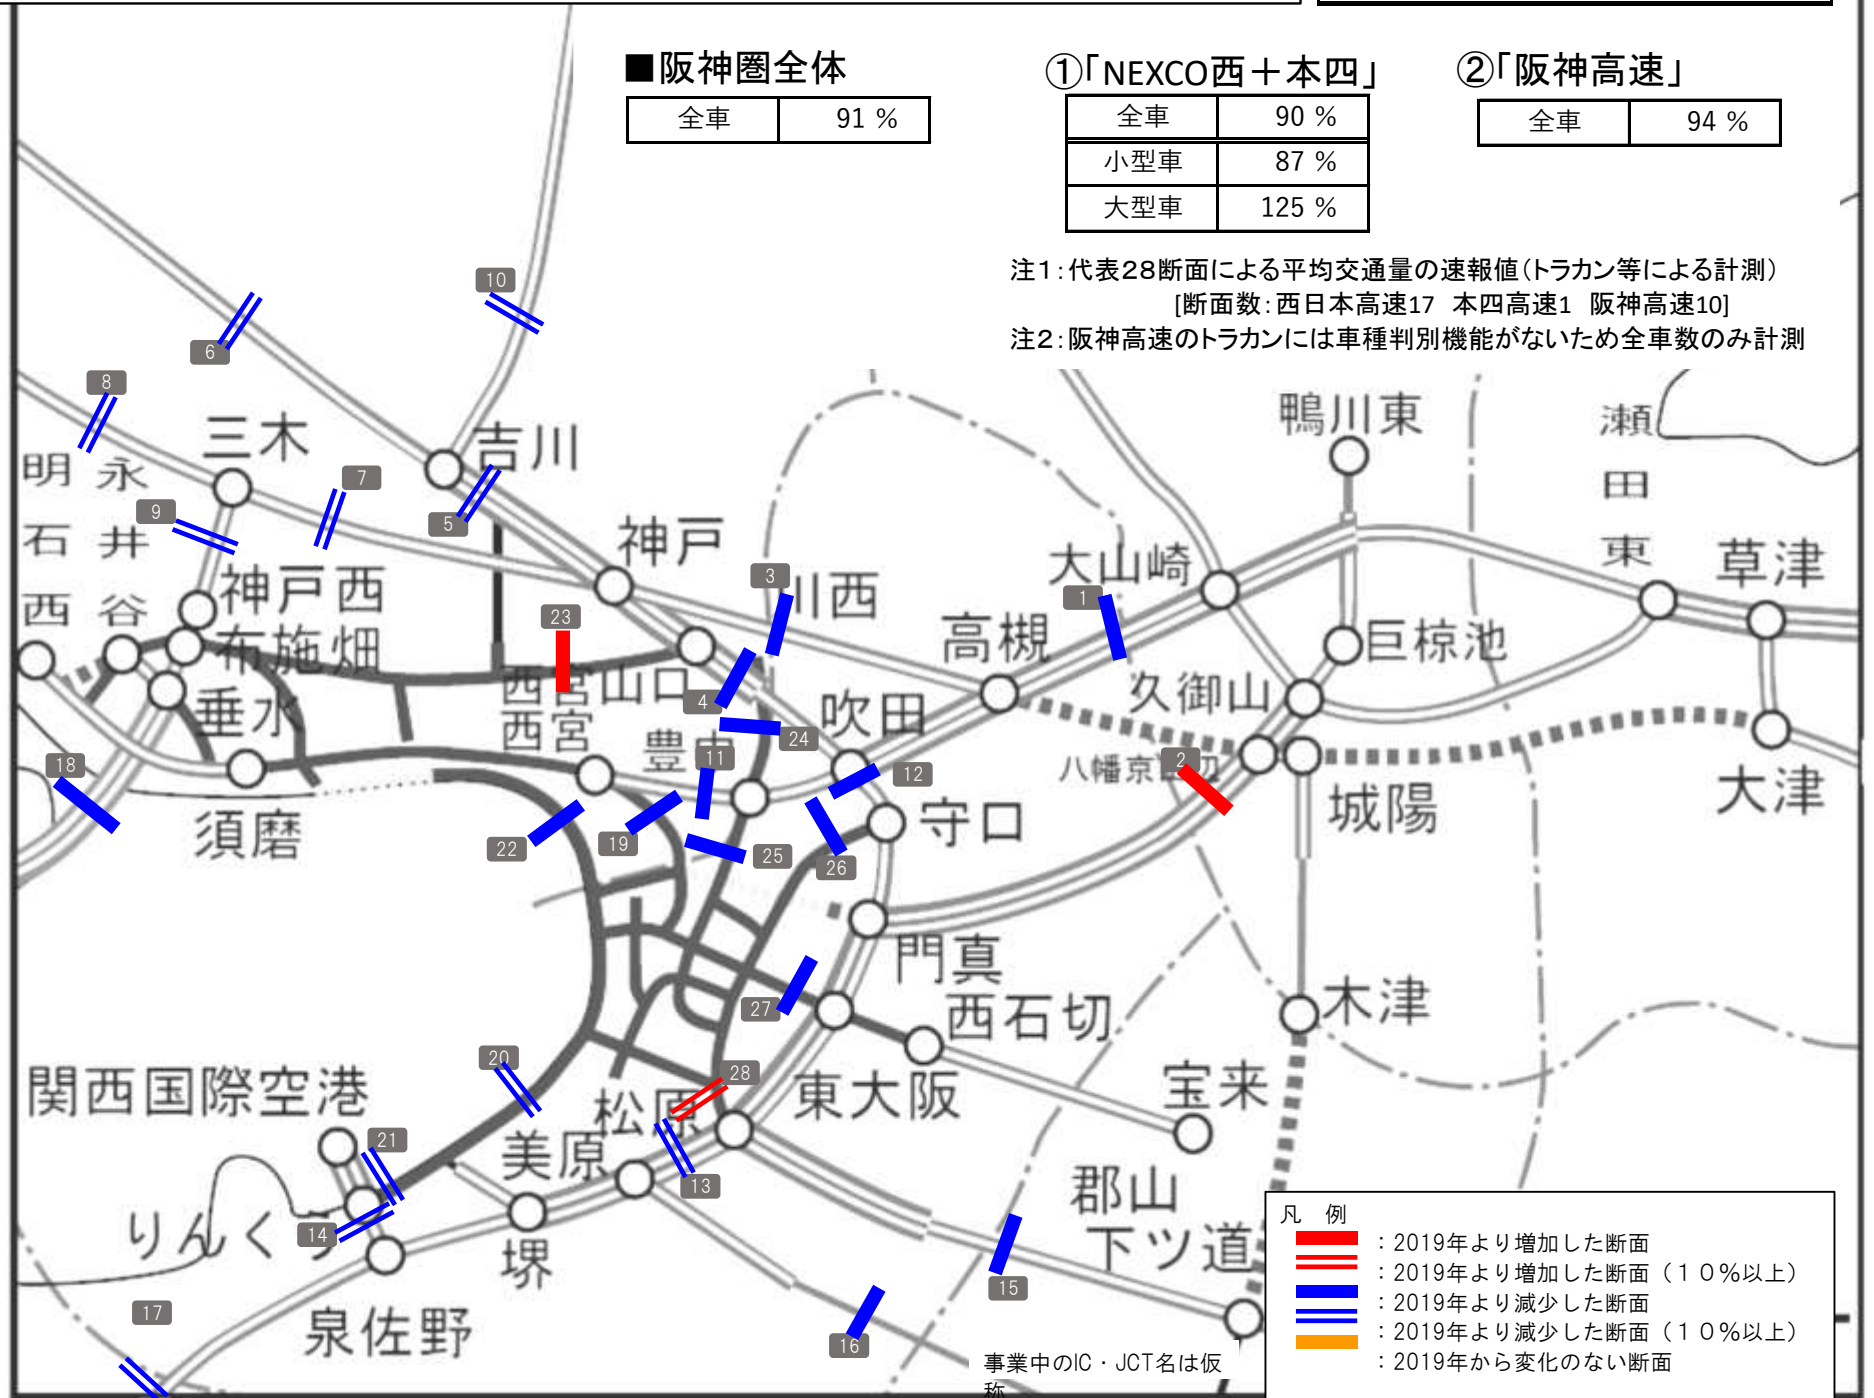 ■阪神圏全体
全車 91 %
①「NEXCO西＋本四」
全車 90 %
小型車 87 %
大型車 125 %
②「阪神高速」
全車 94 %
注1：代表28断面による平均交通量の速報値（トラカン等による計測）
[断面数：西日本高速17 本四高速1 阪神高速10]
注2：阪神高速のトラカンには車種判別機能がないため全車数のみ計測
10
6
8
三木
吉川
鴨川東
瀬田東
明石西
永井谷
7
9
5
神戸
大山崎
草津
3
川西
1
神戸西
23
高槻
巨椋池
布施畑
西宮山口
4
久御山
垂水
西宮
吹田
24
豊中
11
12
八幡京田辺
2
18
大津
城陽
須磨
守口
22
19
25
26
門真
木津
27
西石切
20
関西国際空港
28
松原
東大阪
宝来
21
美原
13
郡山下ツ道
りんくう
14
堺
15
17
泉佐野
16
事業中のIC・JCT名は仮
称
凡 例
：2019年より増加した断面
：2019年より増加した断面（１０％以上）
：2019年より減少した断面
：2019年より減少した断面（１０％以上）
：2019年から変化のない断面